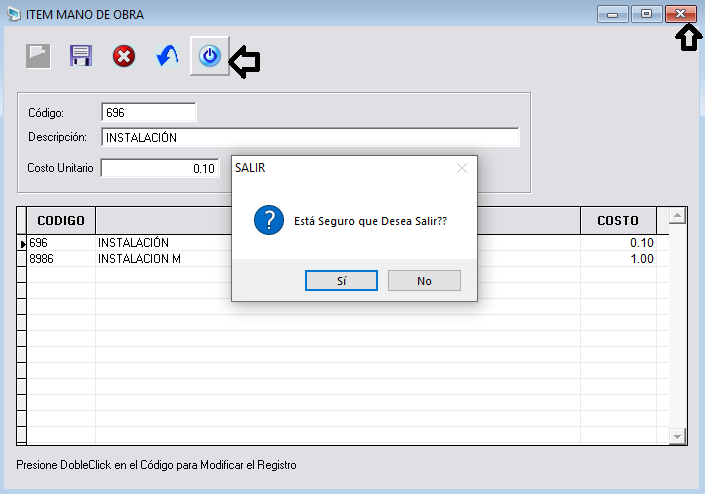 ITEM MANO DE OBRA
Código: 696
Descripción: INSTALACIÓN
Costo Unitario 0.10
SALIR
Está Seguro que Desea Salir??
Sí No
CODIGO COSTO
696 INSTALACIÓN 0.10
8986 INSTALACION M 1.00
Presione DobleClick en el Código para Modificar el Registro